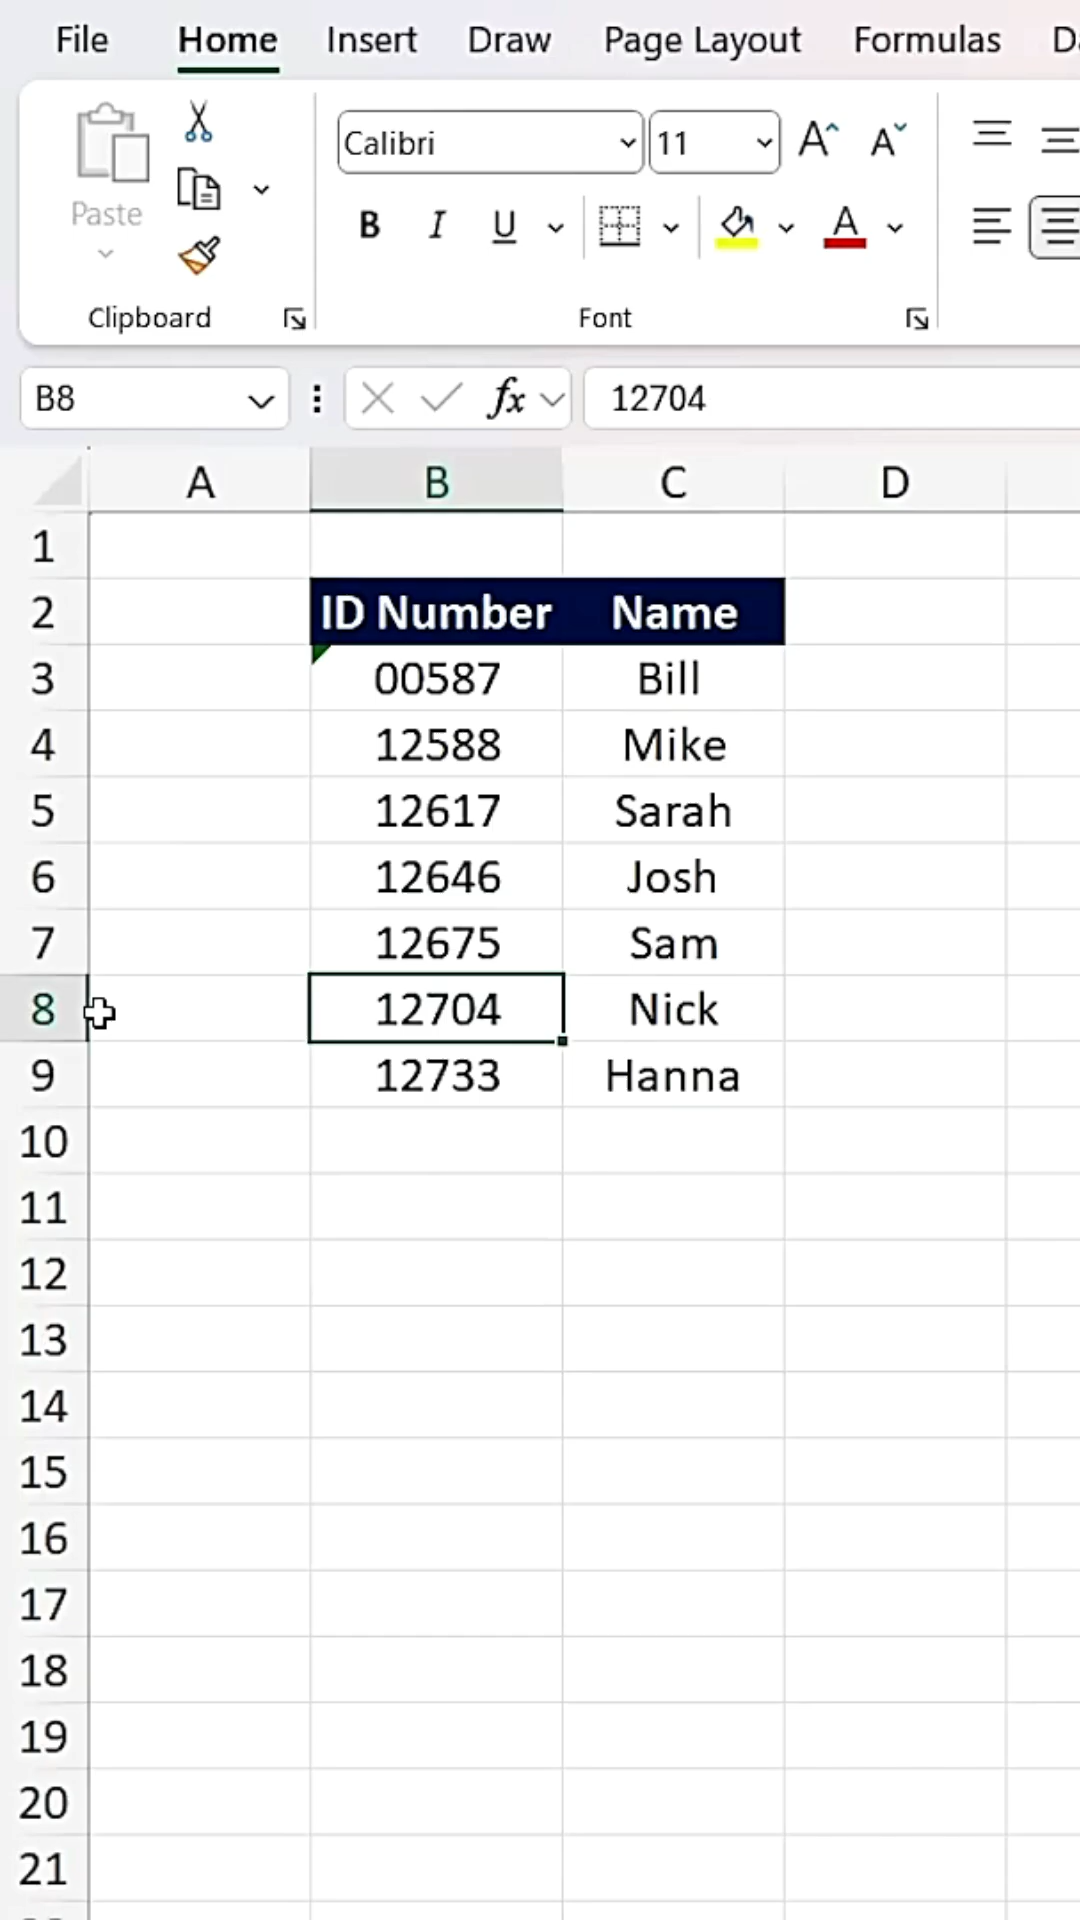 File Home Insert Draw Page Layout Formulas
Calibri 11 A A
Paste
B I U A
Clipboard Font
B8 fx 12704
A B C D
1
2 ID Number Name
3 00587 Bill
4 12588 Mike
5 12617 Sarah
6 12646 Josh
7 12675 Sam
8 12704 Nick
9 12733 Hanna
10
11
12
13
14
15
16
17
18
19
20
21